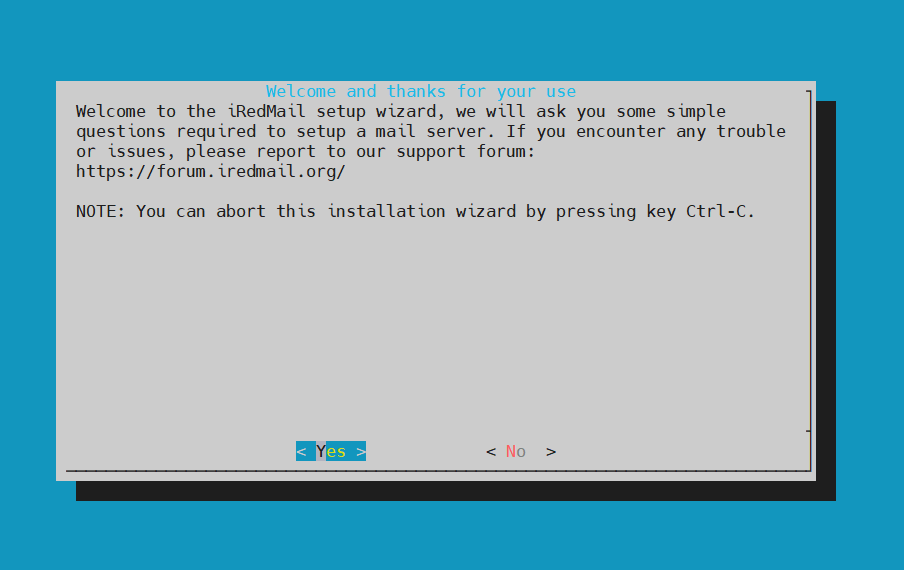 Welcome and thanks for your use
Welcome to the iRedMail setup wizard, we will ask you some simple
questions required to setup a mail server. If you encounter any trouble
or issues, please report to our support forum:
https://forum.iredmail.org/
NOTE: You can abort this installation wizard by pressing key Ctrl-C.
< Yes > < No >